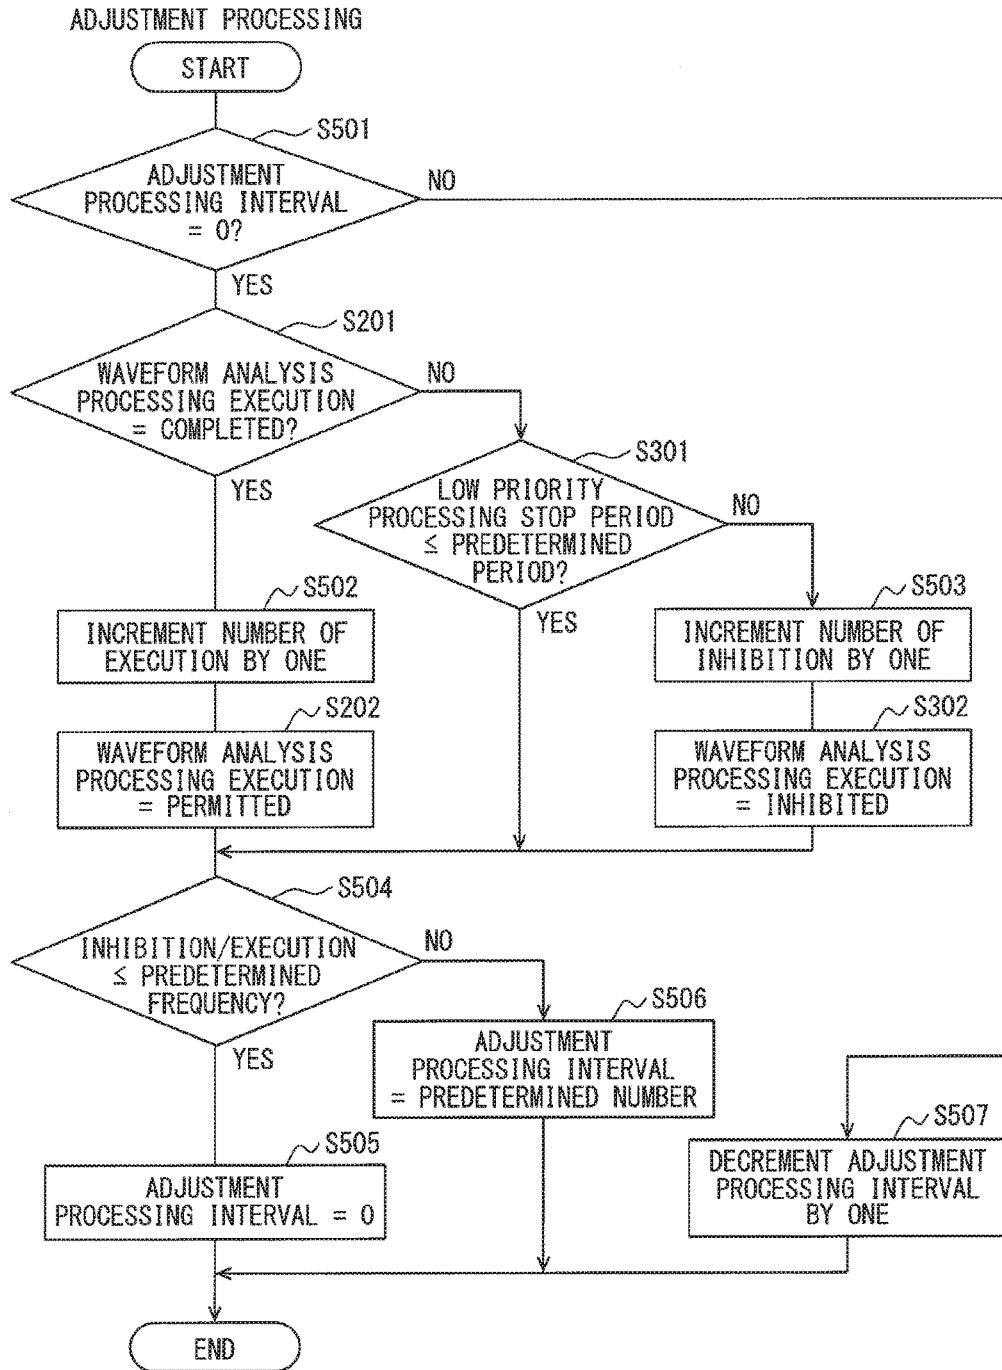 ADJUSTMENT PROCESSING
START
S501
ADJUSTMENT
PROCESSING INTERVAL
= 0?
NO
YES
S201
WAVEFORM ANALYSIS
PROCESSING EXECUTION
= COMPLETED?
NO
YES
S301
LOW PRIORITY
PROCESSING STOP PERIOD
≤ PREDETERMINED
PERIOD?
NO
YES
S502
INCREMENT NUMBER OF
EXECUTION BY ONE
S503
INCREMENT NUMBER OF
INHIBITION BY ONE
S202
WAVEFORM ANALYSIS
PROCESSING EXECUTION
= PERMITTED
S302
WAVEFORM ANALYSIS
PROCESSING EXECUTION
= INHIBITED
S504
INHIBITION/EXECUTION
≤ PREDETERMINED
FREQUENCY?
NO
YES
S506
ADJUSTMENT
PROCESSING INTERVAL
= PREDETERMINED NUMBER
S505
ADJUSTMENT
PROCESSING INTERVAL = 0
S507
DECREMENT ADJUSTMENT
PROCESSING INTERVAL
BY ONE
END